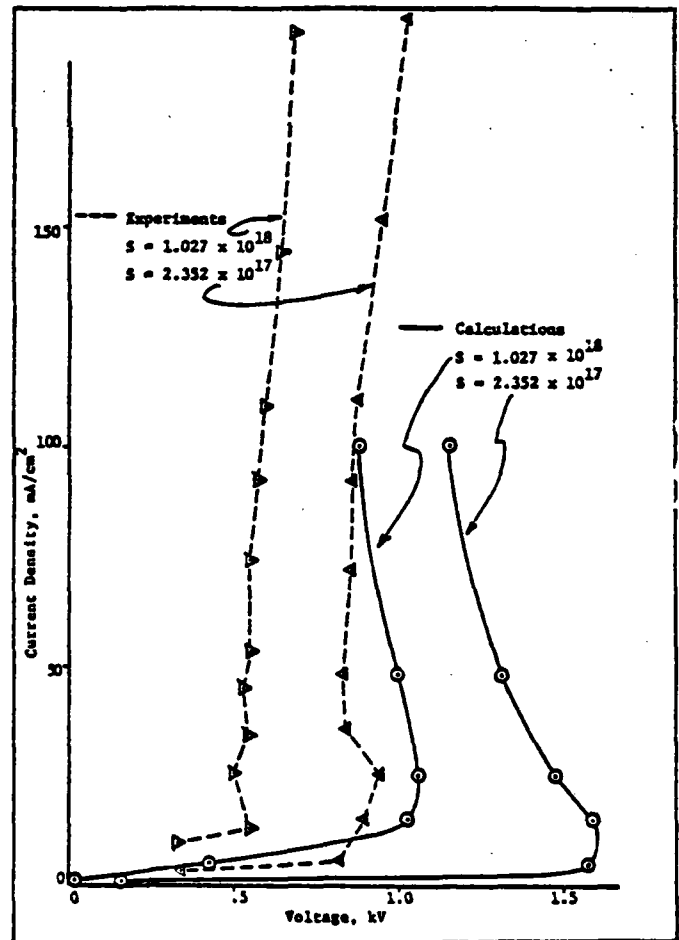 150
--- Experiments
S = 1.027 x 10^18
S = 2.352 x 10^17
— Calculations
S = 1.027 x 10^18
S = 2.352 x 10^17
100
50
0
Current Density, mA/cm^2
0
.5
1.0
1.5
Voltage, kV